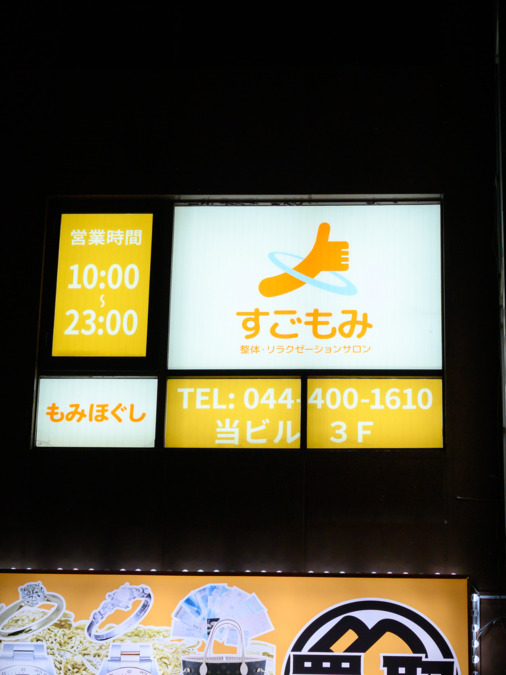 営業時間
10:00
～
23:00
すごもみ
整体・リラクゼーションサロン
もみほぐし
TEL: 044-400-1610
当ビル 3F
買取